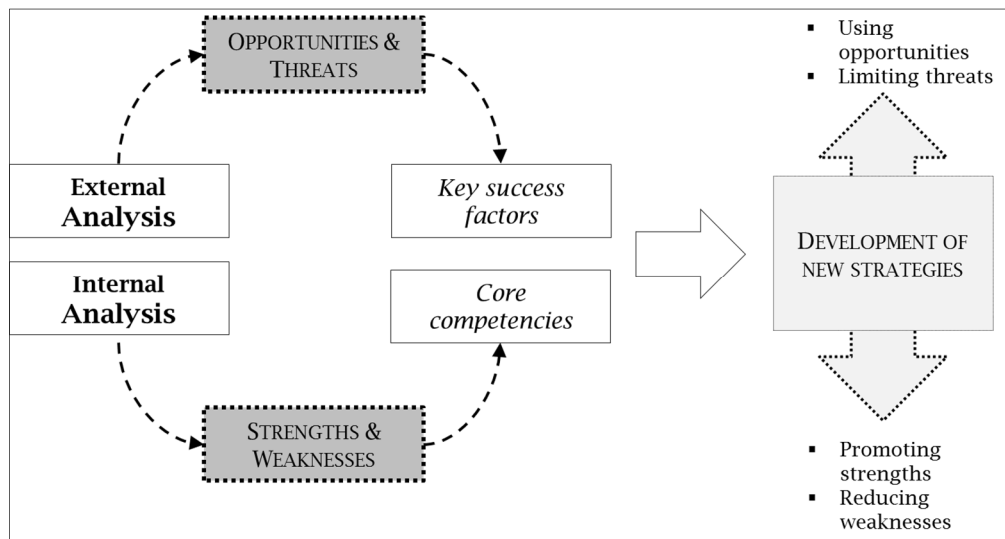 OPPORTUNITIES &
THREATS
External
Analysis
Internal
Analysis
Key success
factors
Core
competencies
STRENGTHS &
WEAKNESSES
▪ Using
opportunities
▪ Limiting threats
DEVELOPMENT OF
NEW STRATEGIES
▪ Promoting
strengths
▪ Reducing
weaknesses